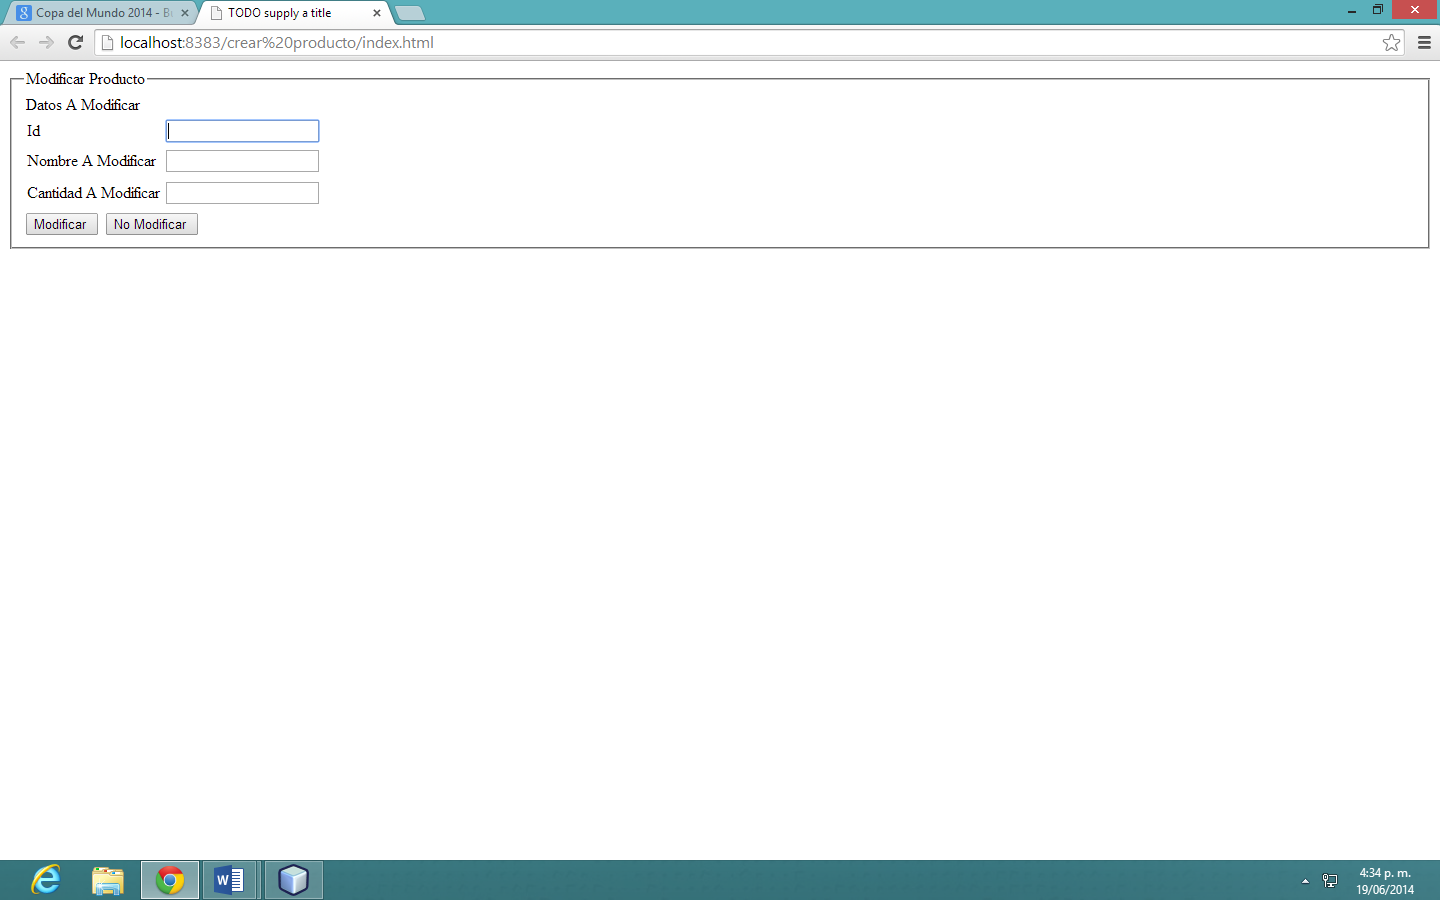 Copa del Mundo 2014 - B
TODO supply a title
localhost:8383/crear%20producto/index.html
Modificar Producto
Datos A Modificar
Id
Nombre A Modificar
Cantidad A Modificar
Modificar No Modificar
4:34 p. m.
19/06/2014